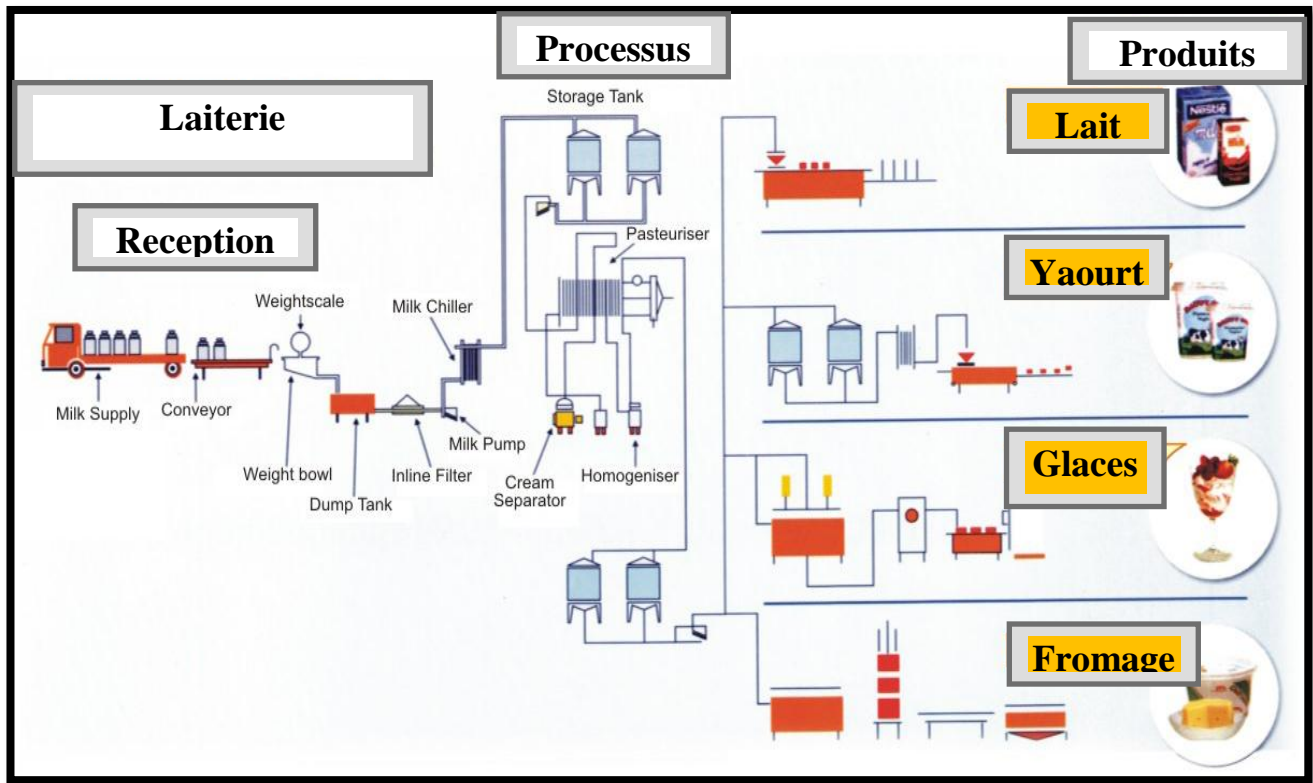 Processus
Produits
Laiterie
Storage Tank
Lait
Nestlé
Reception
Pasteuriser
Yaourt
Weightscale
Milk Chiller
Milk Supply
Conveyor
Milk Pump
Weight bowl
Inline Filter
Dump Tank
Cream
Separator
Homogeniser
Glaces
Fromage